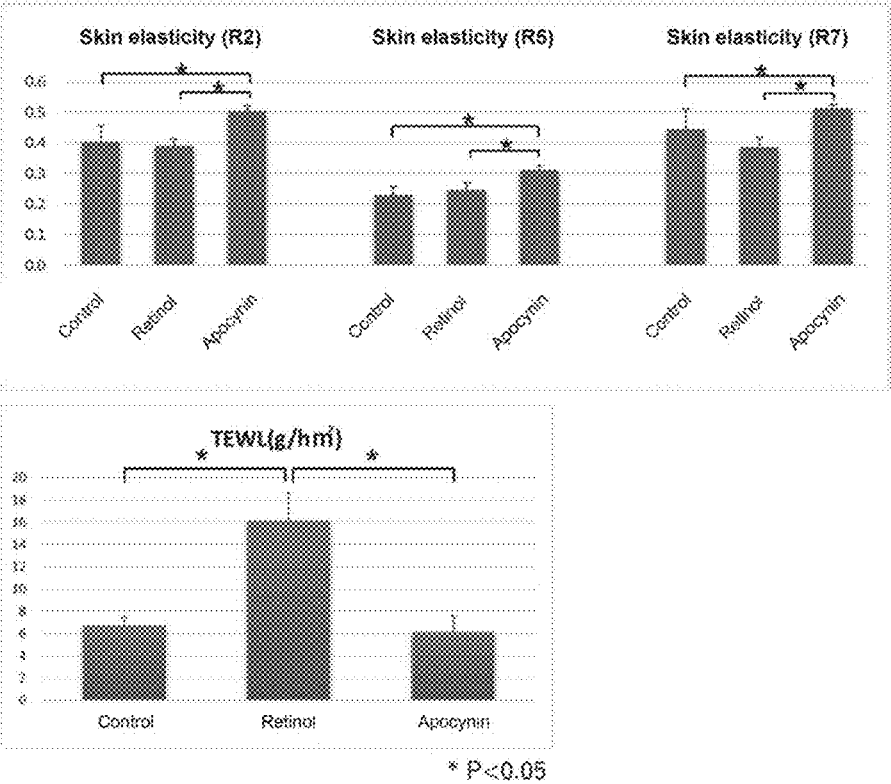 Skin elasticity (R2) Skin elasticity (R5) Skin elasticity (R7)
* * *
0.6
* * *
0.5
0.4
0.3
0.2
0.1
0.0
Control Retinol Apocynin Control Retinol Apocynin Control Retinol Apocynin
TEWL(g/hm²)
* *
20
18
16
14
12
10
8
6
4
2
0
Control Retinol Apocynin
* P<0.05